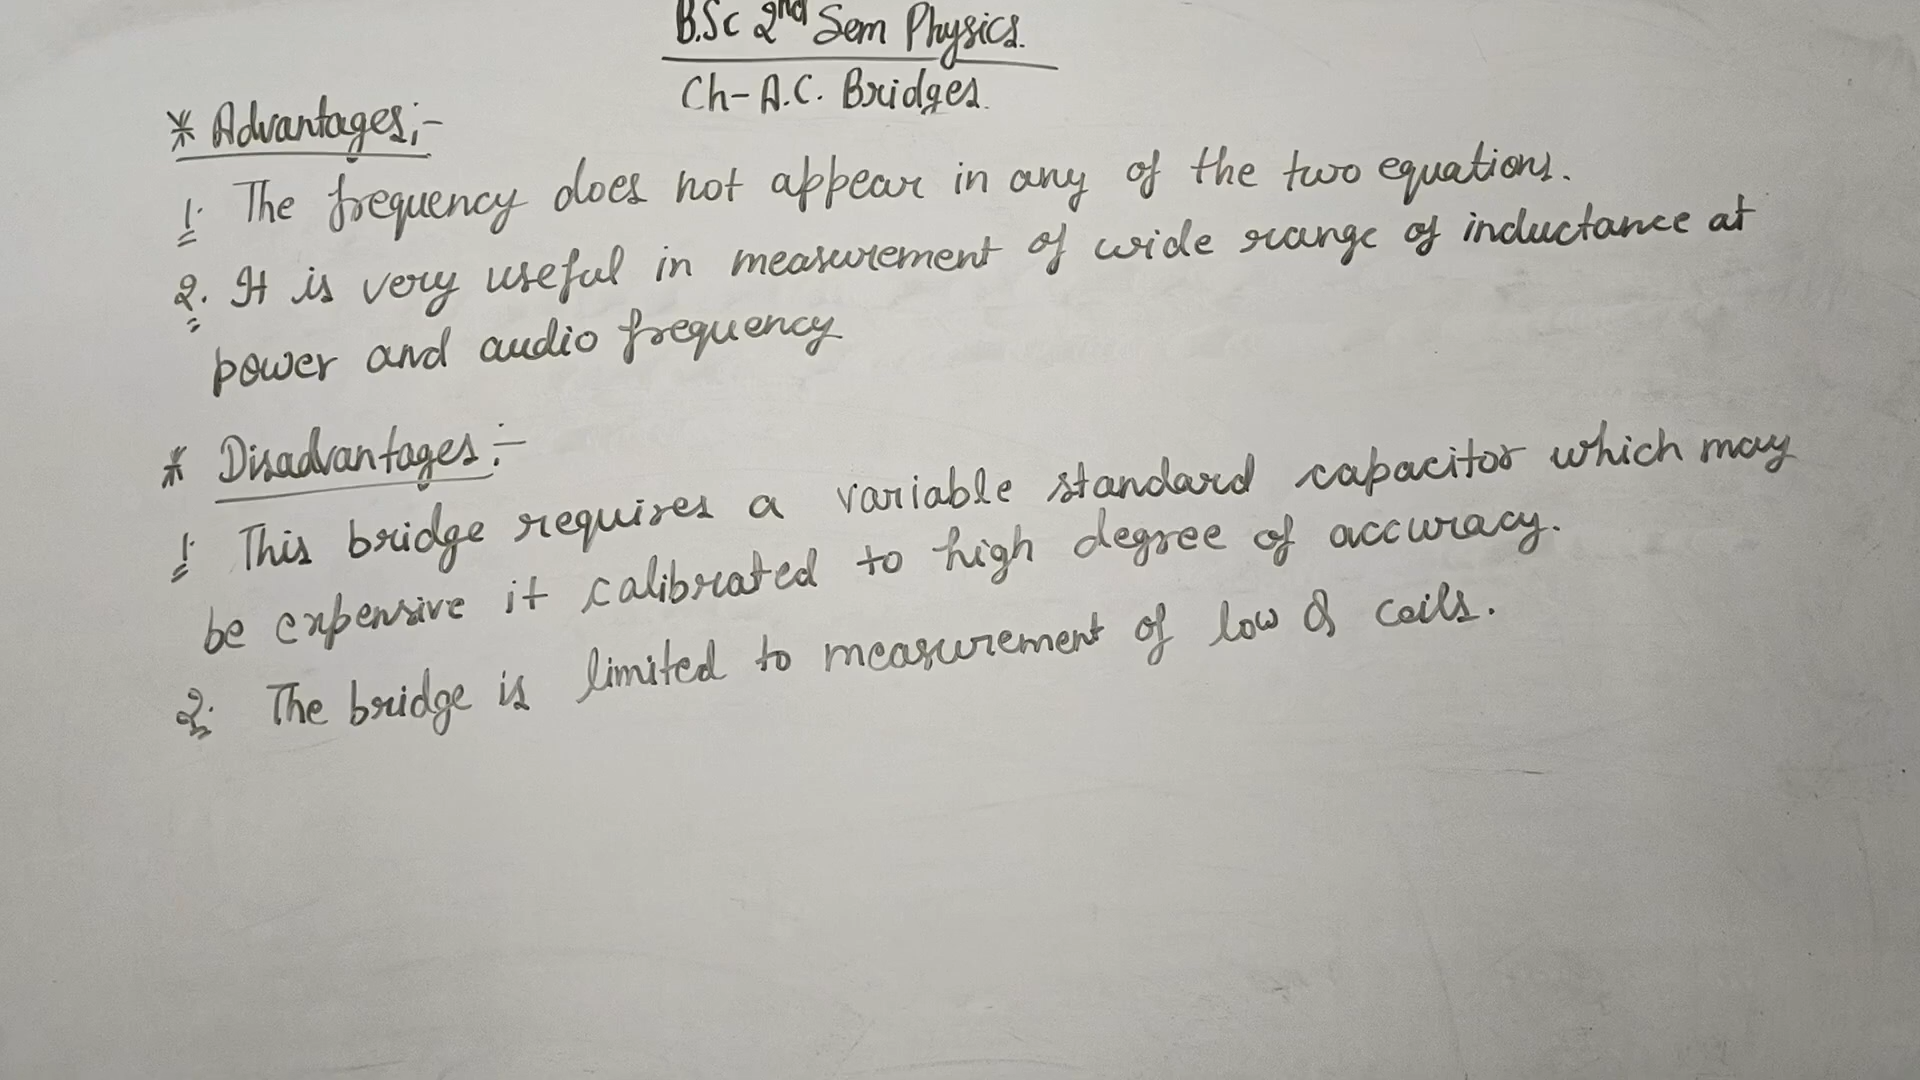 B.Sc 2nd Sem Physics.
Ch- A.C. Bridges.
* Advantages;-
1. The frequency does not appear in any of the two equations.
2. It is very useful in measurement of wide range of inductance at
power and audio frequency
* Disadvantages:-
1. This bridge requires a variable standard capacitor which may
be expensive it calibrated to high degree of accuracy.
2. The bridge is limited to measurement of low Q coils.